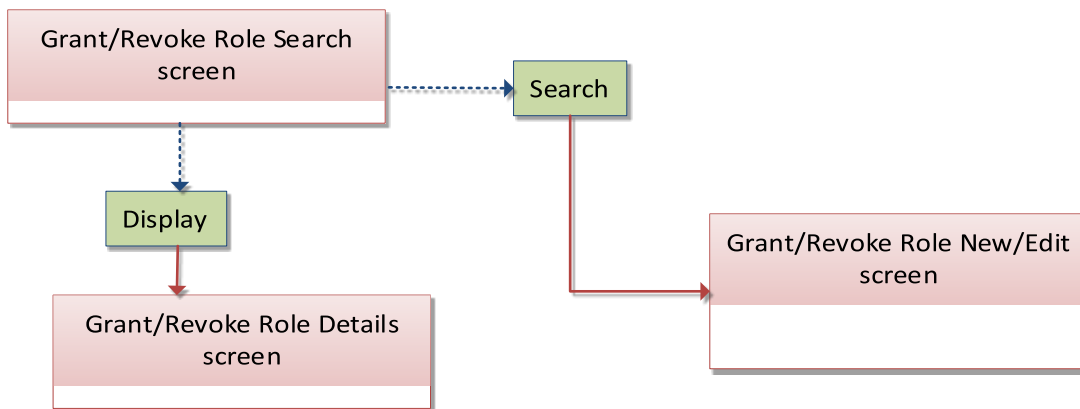 Grant/Revoke Role Search
screen
Search
Display
Grant/Revoke Role New/Edit
screen
Grant/Revoke Role Details
screen